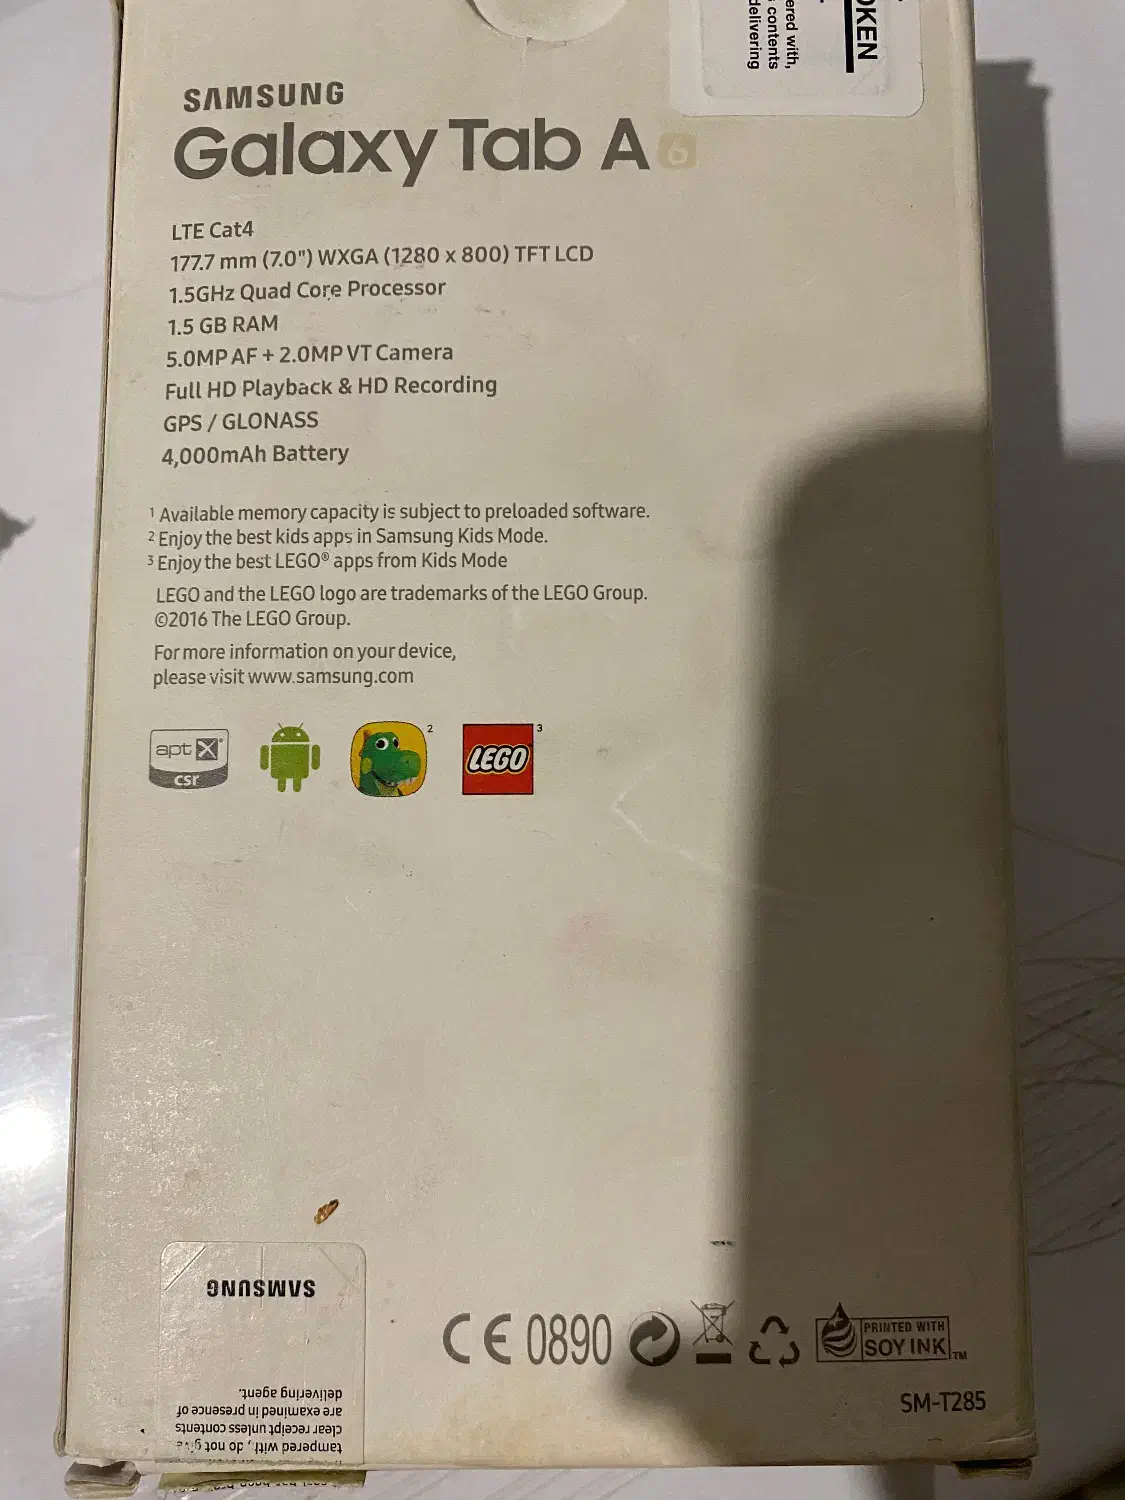 OKEN
ered with,
contents
delivering
SAMSUNG
Galaxy Tab A 6
LTE Cat4
177.7 mm (7.0") WXGA (1280 x 800) TFT LCD
1.5GHz Quad Core Processor
1.5 GB RAM
5.0MP AF + 2.0MP VT Camera
Full HD Playback & HD Recording
GPS / GLONASS
4,000mAh Battery
¹ Available memory capacity is subject to preloaded software.
² Enjoy the best kids apps in Samsung Kids Mode.
³ Enjoy the best LEGO® apps from Kids Mode
LEGO and the LEGO logo are trademarks of the LEGO Group.
©2016 The LEGO Group.
For more information on your device,
please visit www.samsung.com
aptX
csr
2
LEGO
3
SAMSUNG
tampered with, do not give
clear receipt unless contents
are examined in presence of
delivering agent.
CE 0890
PRINTED WITH
SOY INK™
SM-T285